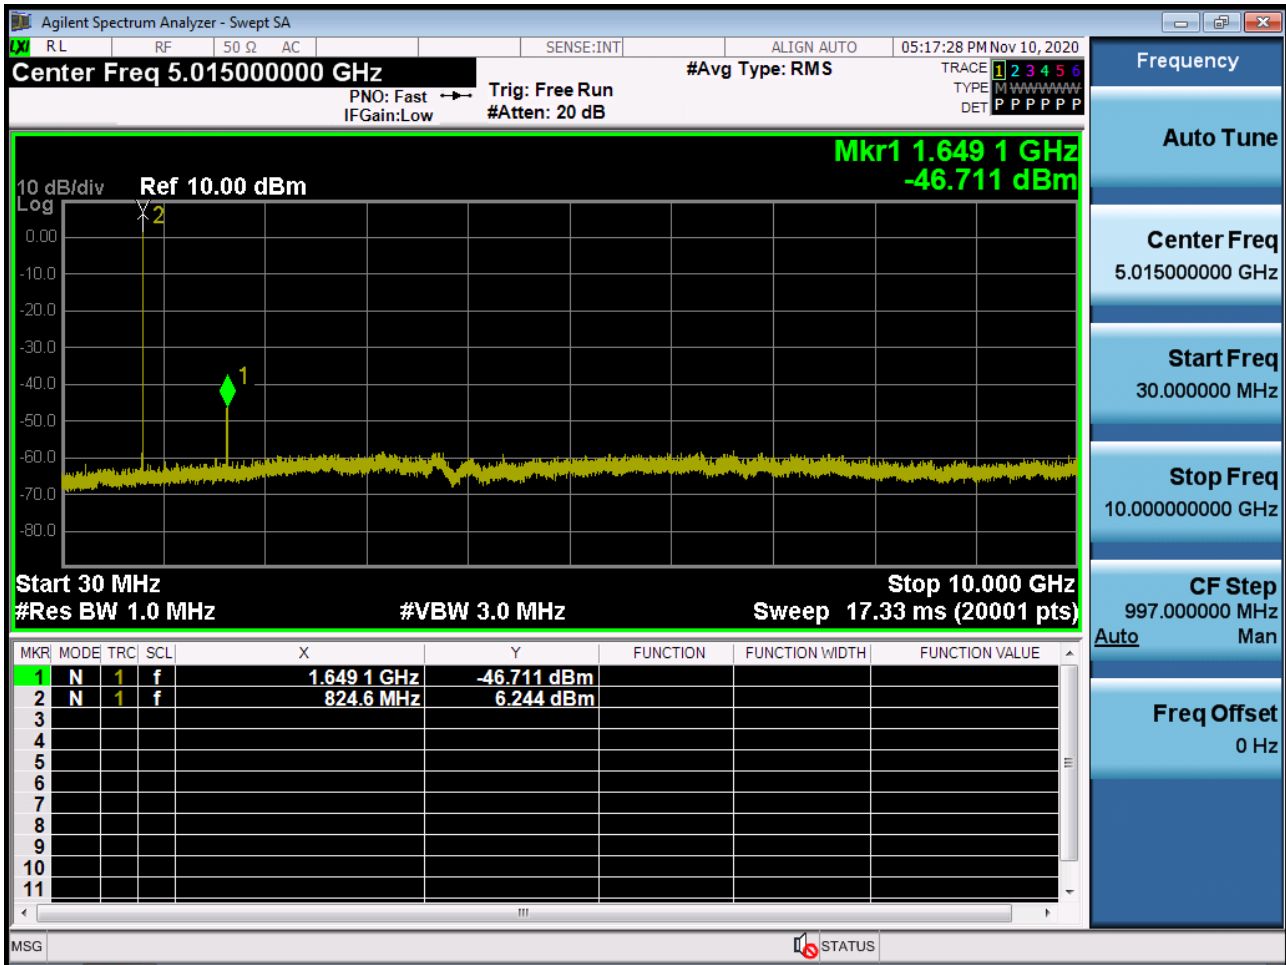 Agilent Spectrum Analyzer - Swept SA
LXI RL RF 50 Ω AC SENSE:INT ALIGN AUTO 05:17:28 PM Nov 10, 2020
Center Freq 5.015000000 GHz
PNO: Fast
IFGain:Low
Trig: Free Run
#Atten: 20 dB
#Avg Type: RMS
TRACE 1 2 3 4 5 6
TYPE M WWWWW
DET P P P P P P
Mkr1 1.649 1 GHz
-46.711 dBm
10 dB/div Ref 10.00 dBm
Log
2
0.00
-10.0
-20.0
-30.0
1
-40.0
-50.0
-60.0
-70.0
-80.0
Start 30 MHz Stop 10.000 GHz
#Res BW 1.0 MHz #VBW 3.0 MHz Sweep 17.33 ms (20001 pts)
MKR MODE TRC SCL X Y FUNCTION FUNCTION WIDTH FUNCTION VALUE
1 N 1 f 1.649 1 GHz -46.711 dBm
2 N 1 f 824.6 MHz 6.244 dBm
3
4
5
6
7
8
9
10
11
MSG STATUS
Frequency
Auto Tune
Center Freq
5.015000000 GHz
Start Freq
30.000000 MHz
Stop Freq
10.000000000 GHz
CF Step
997.000000 MHz
Auto Man
Freq Offset
0 Hz